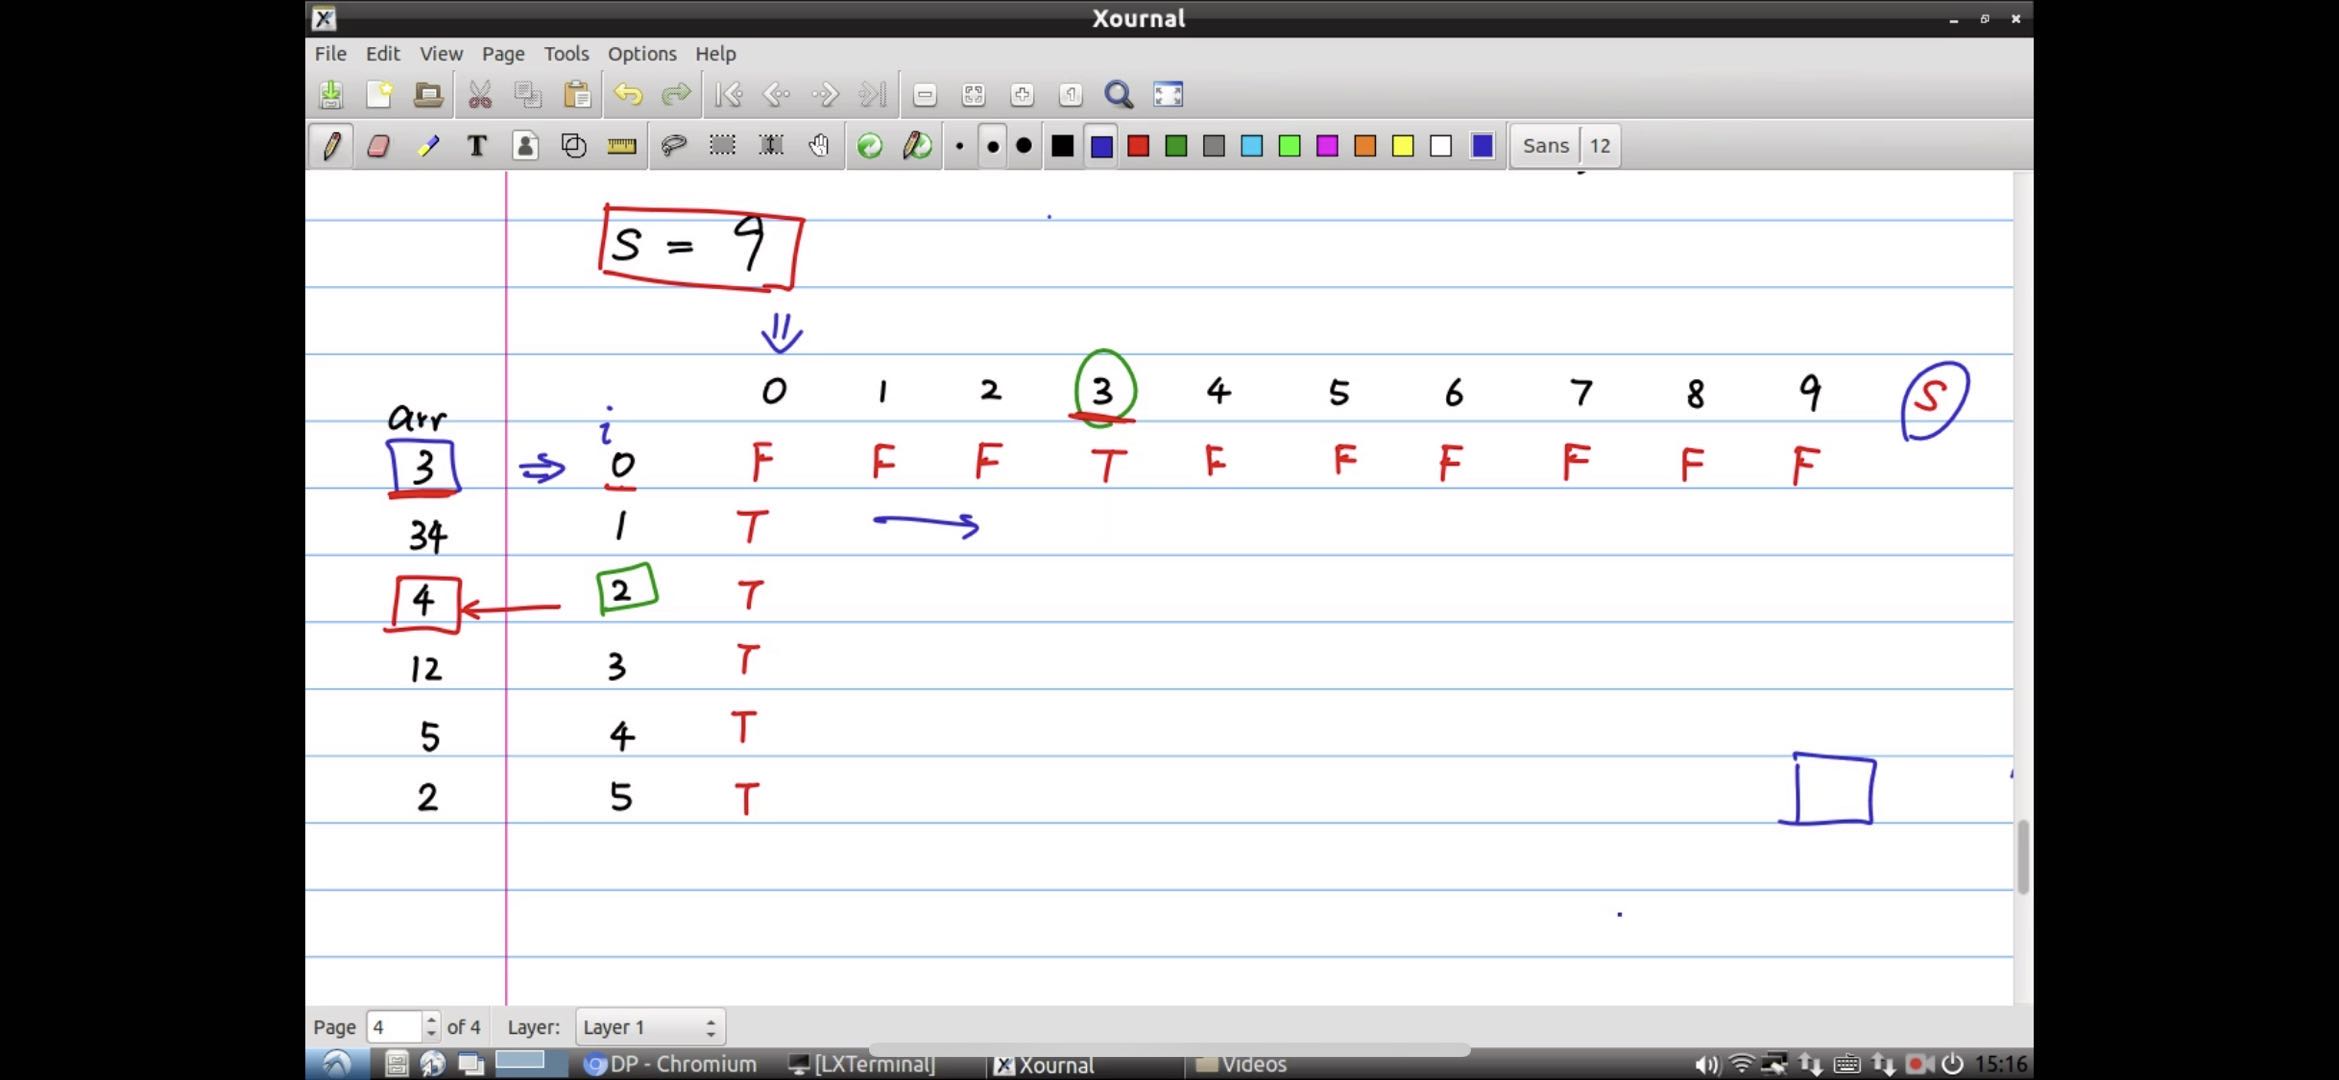 Xournal
File Edit View Page Tools Options Help
Sans 12
S = 9
0 1 2 3 4 5 6 7 8 9 S
arr i
3 0 F F F T F F F F F F
34 1 T
4 2 T
12 3 T
5 4 T
2 5 T
Page 4 of 4 Layer: Layer 1
DP - Chromium [LXTerminal] Xournal Videos 15:16